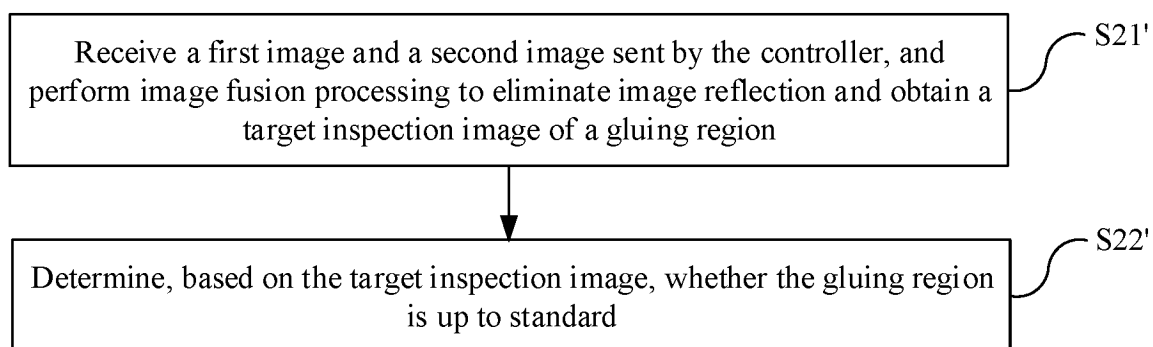 Receive a first image and a second image sent by the controller, and
perform image fusion processing to eliminate image reflection and obtain a
target inspection image of a gluing region
S21'
Determine, based on the target inspection image, whether the gluing region
is up to standard
S22'